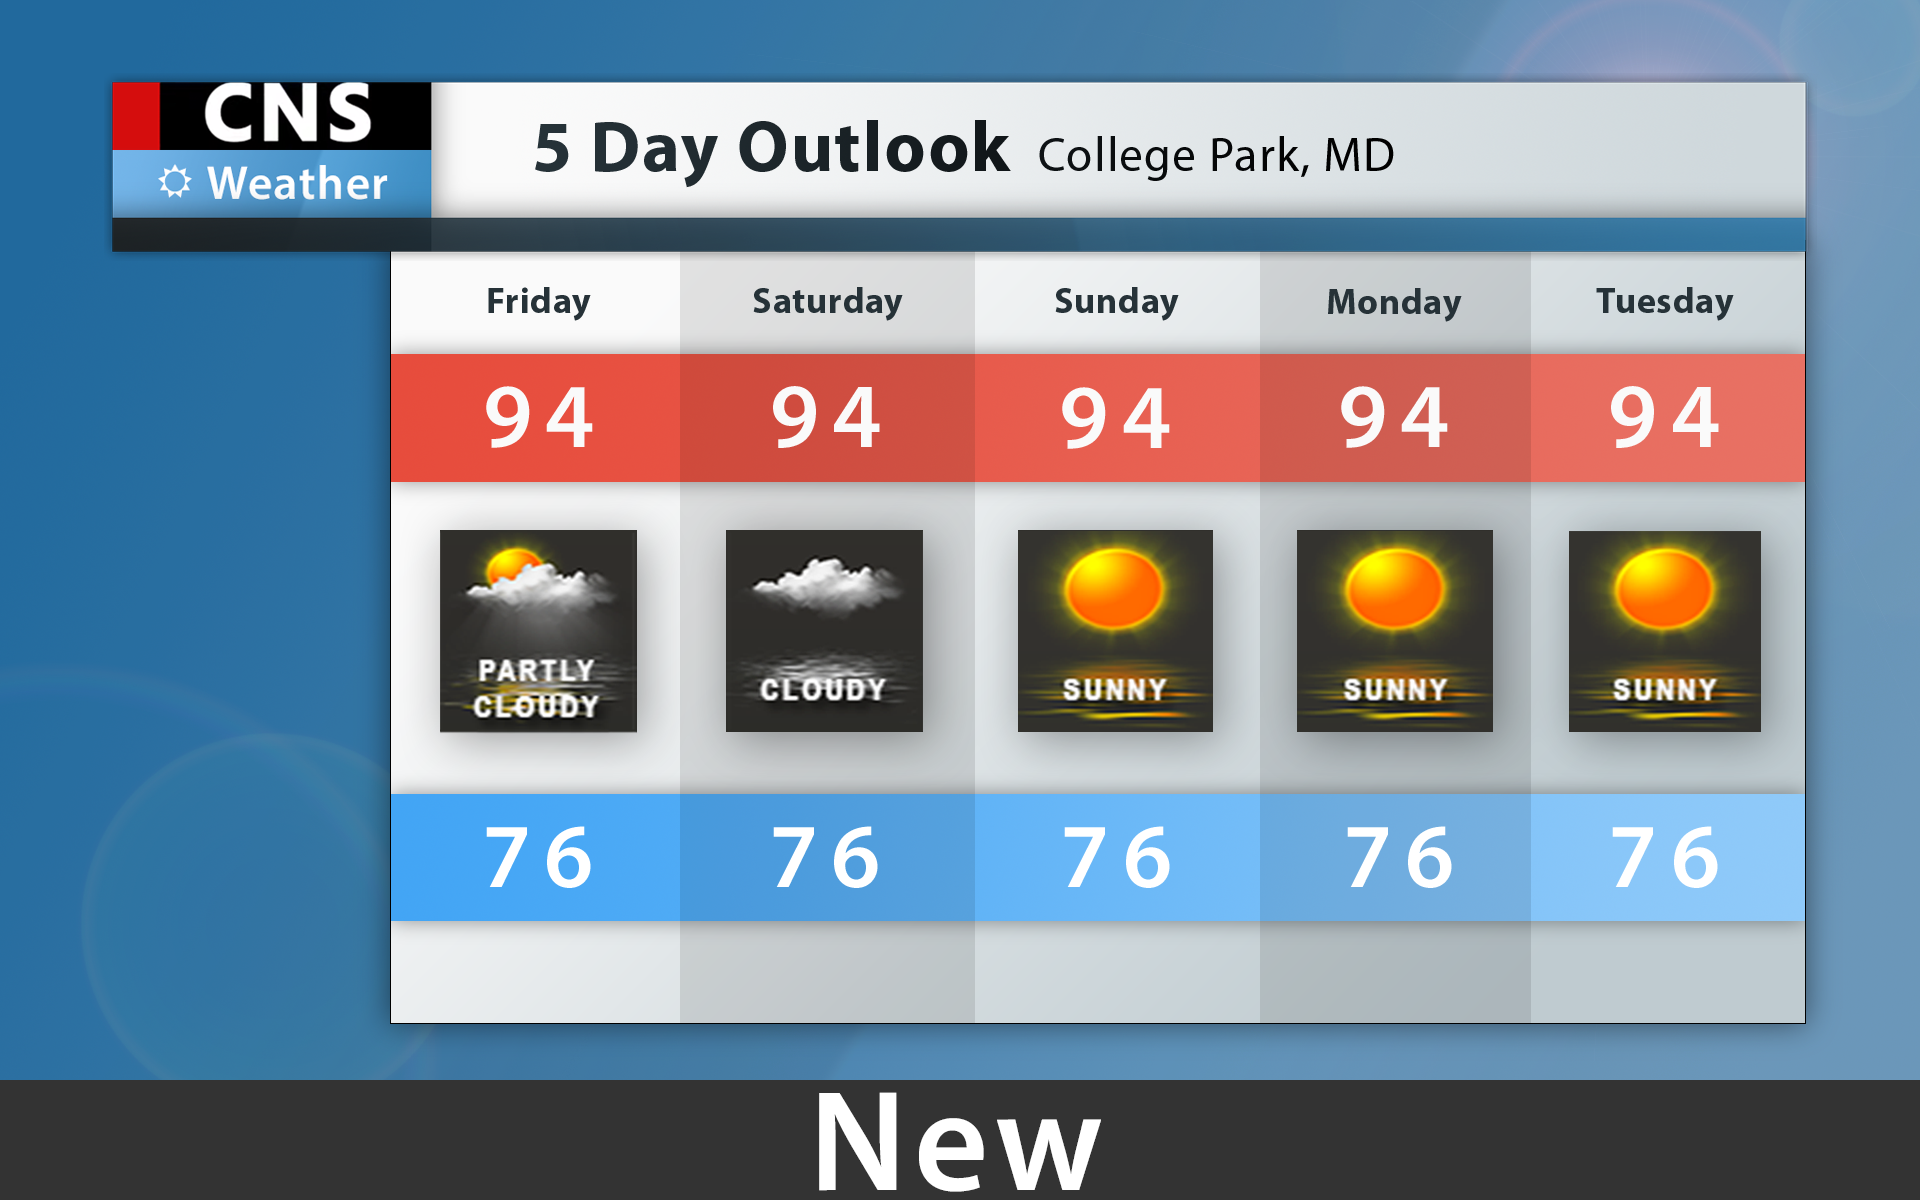 CNS
Weather
5 Day Outlook College Park, MD
Friday Saturday Sunday Monday Tuesday
94 94 94 94 94
PARTLY
CLOUDY CLOUDY SUNNY SUNNY SUNNY
76 76 76 76 76
New